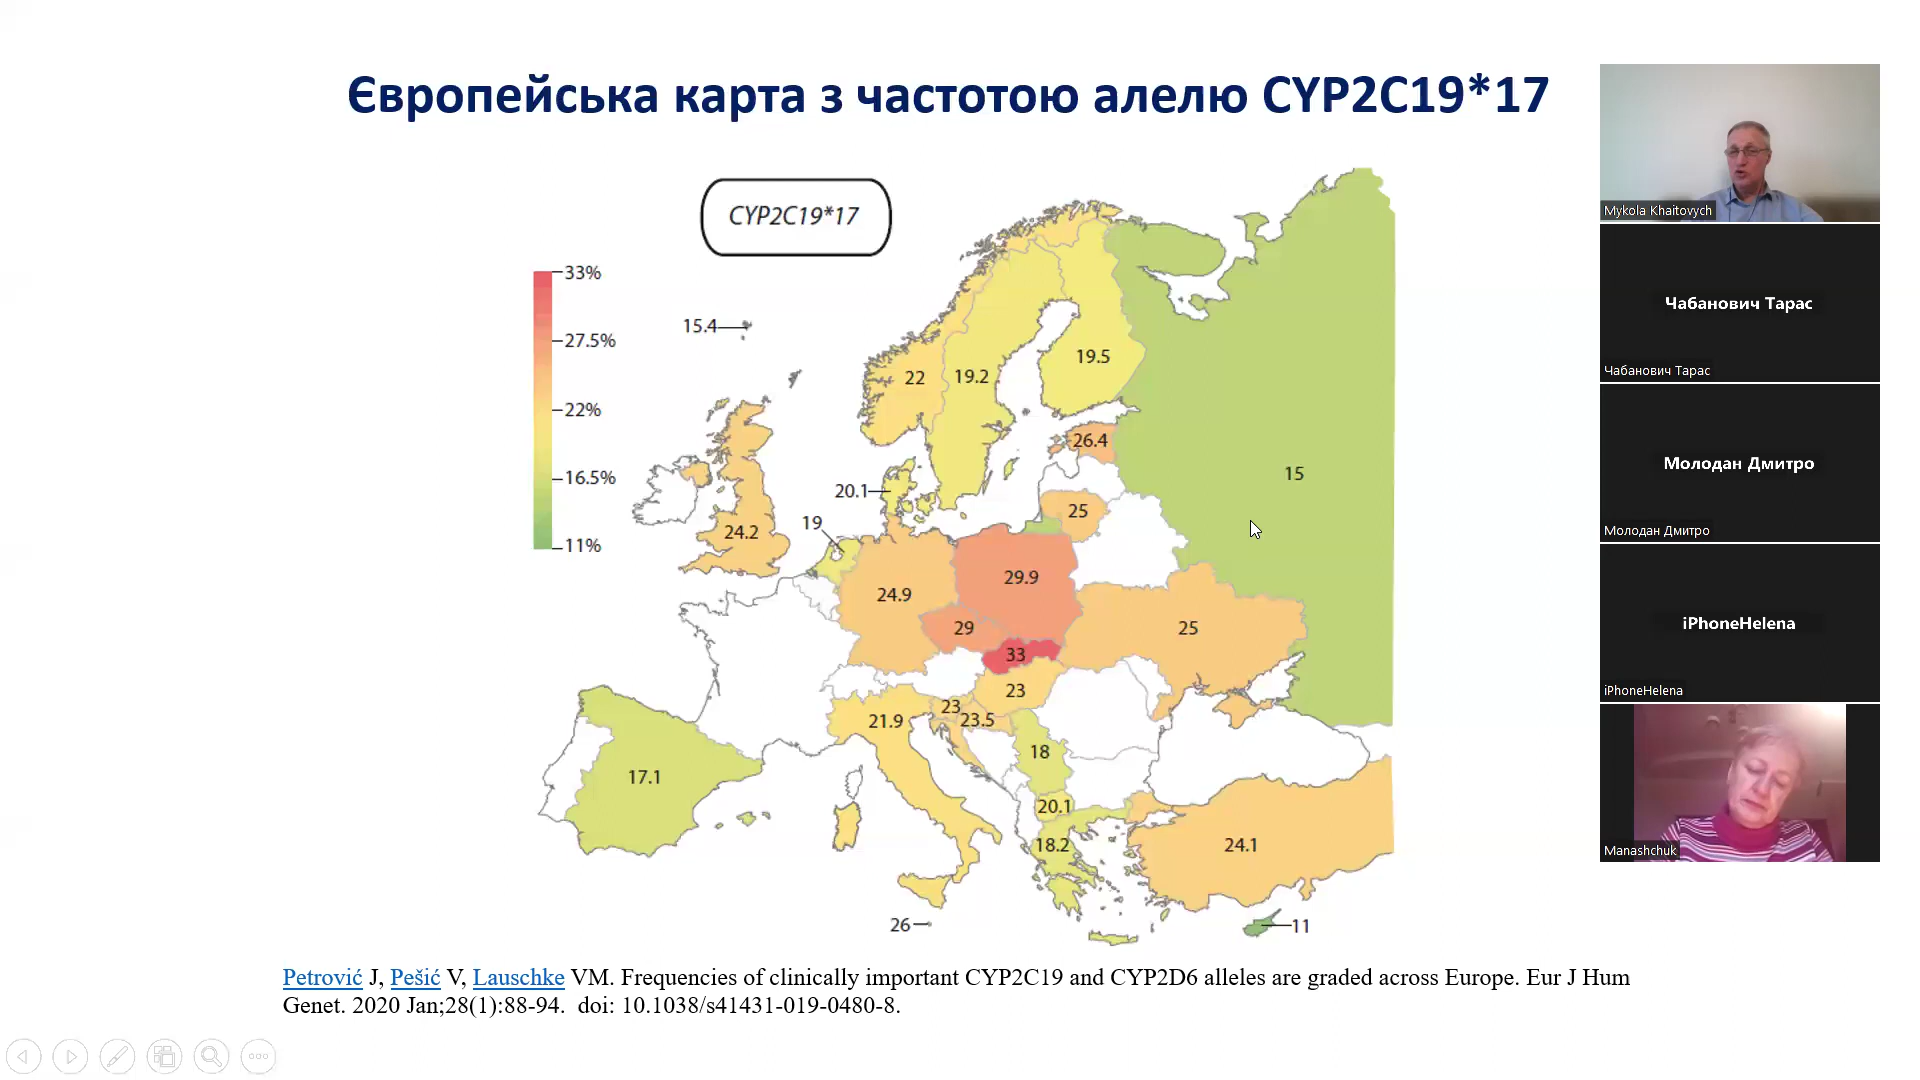 Європейська карта з частотою алелю CYP2C19*17
CYP2C19*17
33%
27.5%
22%
16.5%
11%
15.4
22
19.2
19.5
26.4
15
20.1
25
19
24.2
24.9
29.9
29
33
25
23
23
23.5
21.9
18
17.1
20.1
18.2
24.1
26
11
Petrović J, Pešić V, Lauschke VM. Frequencies of clinically important CYP2C19 and CYP2D6 alleles are graded across Europe. Eur J Hum
Genet. 2020 Jan;28(1):88-94. doi: 10.1038/s41431-019-0480-8.
Mykola Khaitovych
Чабанович Тарас
Чабанович Тарас
Молодан Дмитро
Молодан Дмитро
iPhoneHelena
iPhoneHelena
Manashchuk